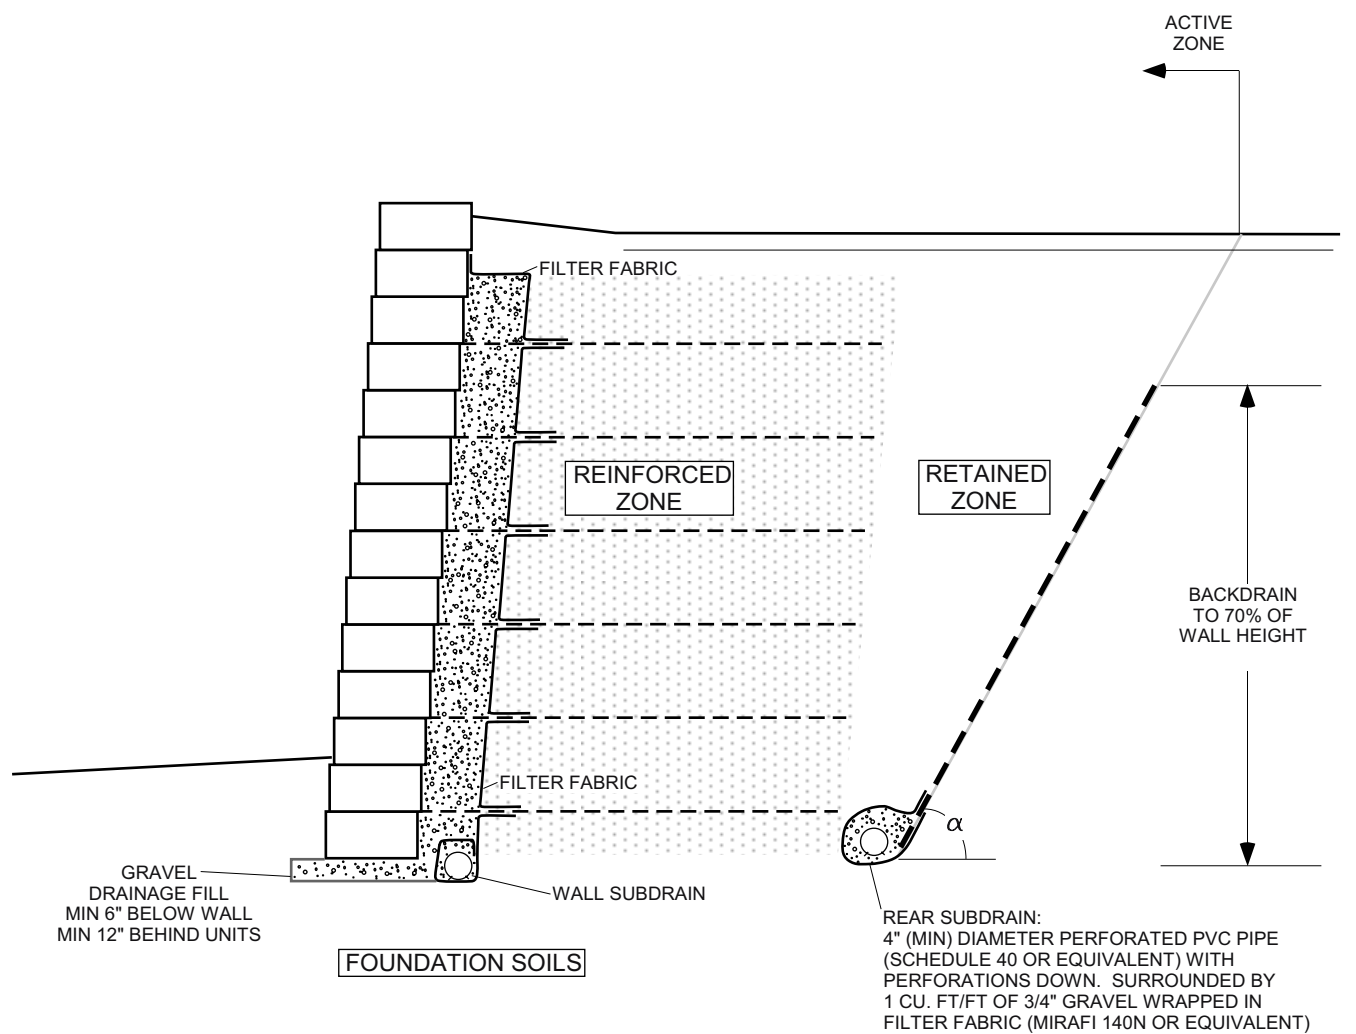 ACTIVE
ZONE
FILTER FABRIC
REINFORCED
ZONE
RETAINED
ZONE
BACKDRAIN
TO 70% OF
WALL HEIGHT
FILTER FABRIC
α
GRAVEL
DRAINAGE FILL
MIN 6" BELOW WALL
MIN 12" BEHIND UNITS
WALL SUBDRAIN
REAR SUBDRAIN:
4" (MIN) DIAMETER PERFORATED PVC PIPE
(SCHEDULE 40 OR EQUIVALENT) WITH
PERFORATIONS DOWN.  SURROUNDED BY
1 CU. FT/FT OF 3/4" GRAVEL WRAPPED IN
FILTER FABRIC (MIRAFI 140N OR EQUIVALENT)
FOUNDATION SOILS